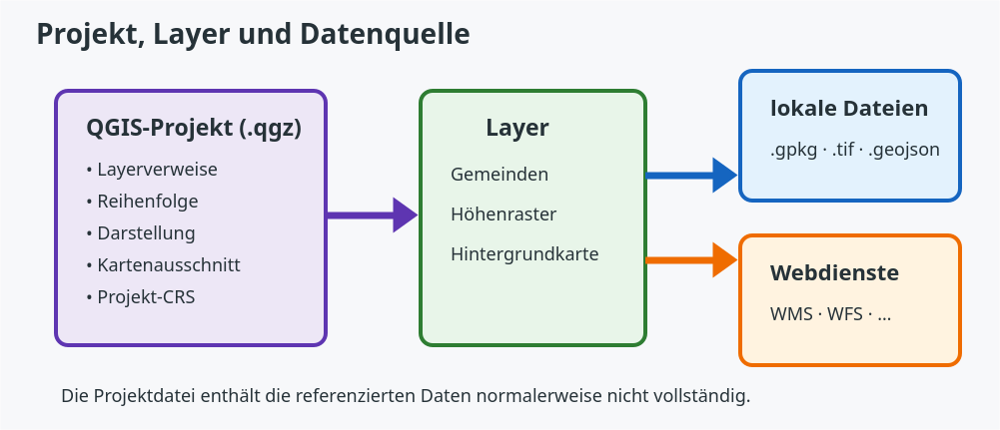 Projekt, Layer und Datenquelle
QGIS-Projekt (.qgz)
• Layerverweise
• Reihenfolge
• Darstellung
• Kartenausschnitt
• Projekt-CRS
Layer
Gemeinden
Höhenraster
Hintergrundkarte
lokale Dateien
.gpkg · .tif · .geojson
Webdienste
WMS · WFS · ...
Die Projektdatei enthält die referenzierten Daten normalerweise nicht vollständig.